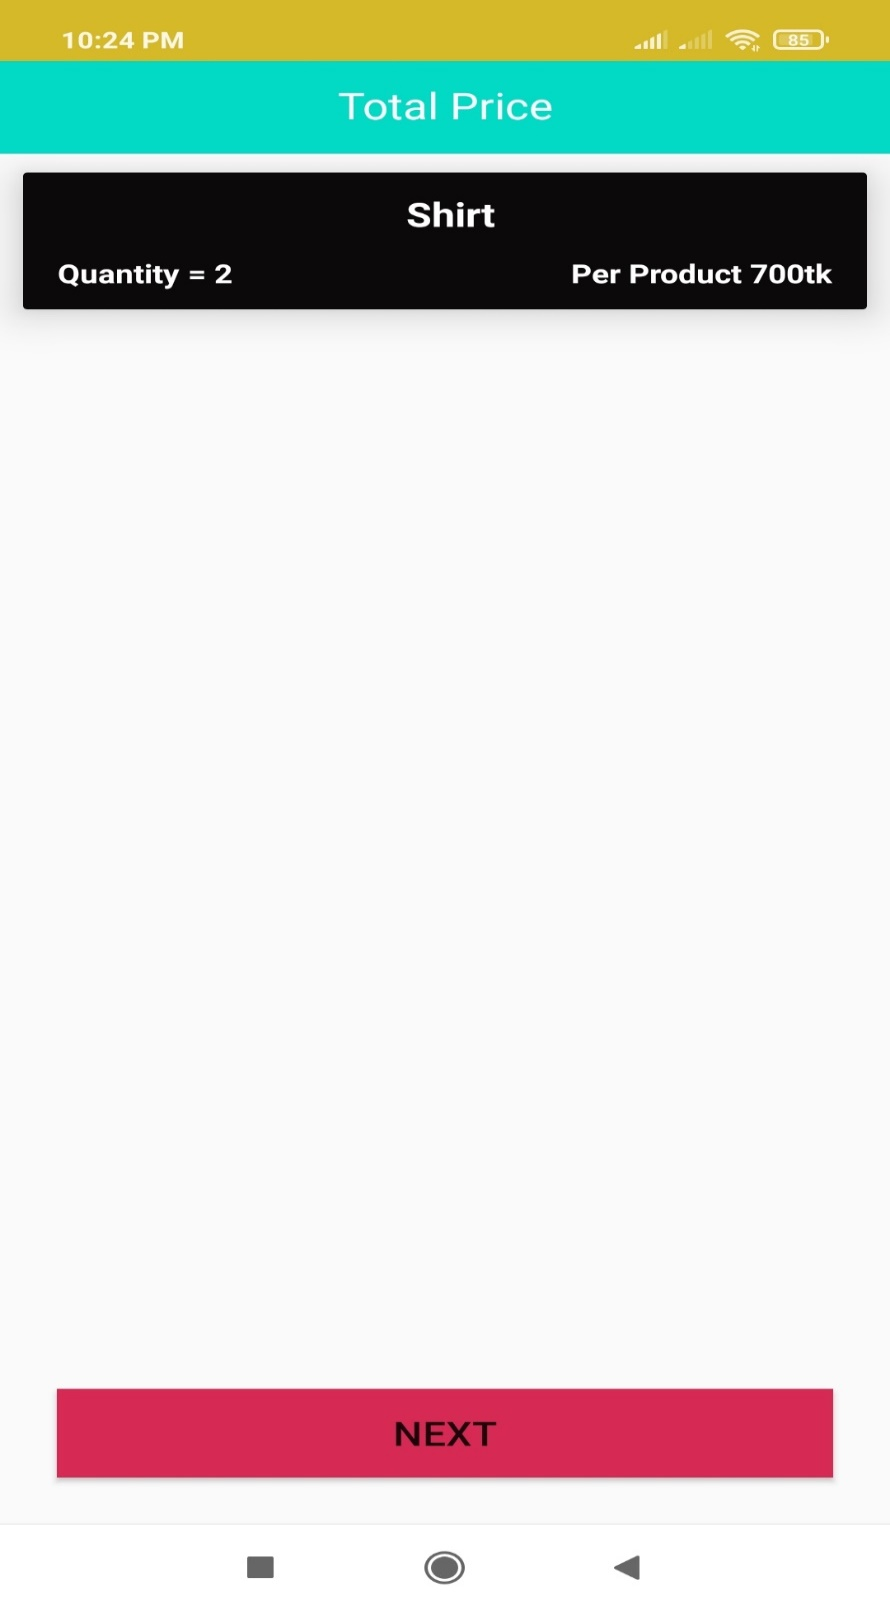 10:24 PM 85
Total Price
Shirt
Quantity = 2 Per Product 700tk
NEXT